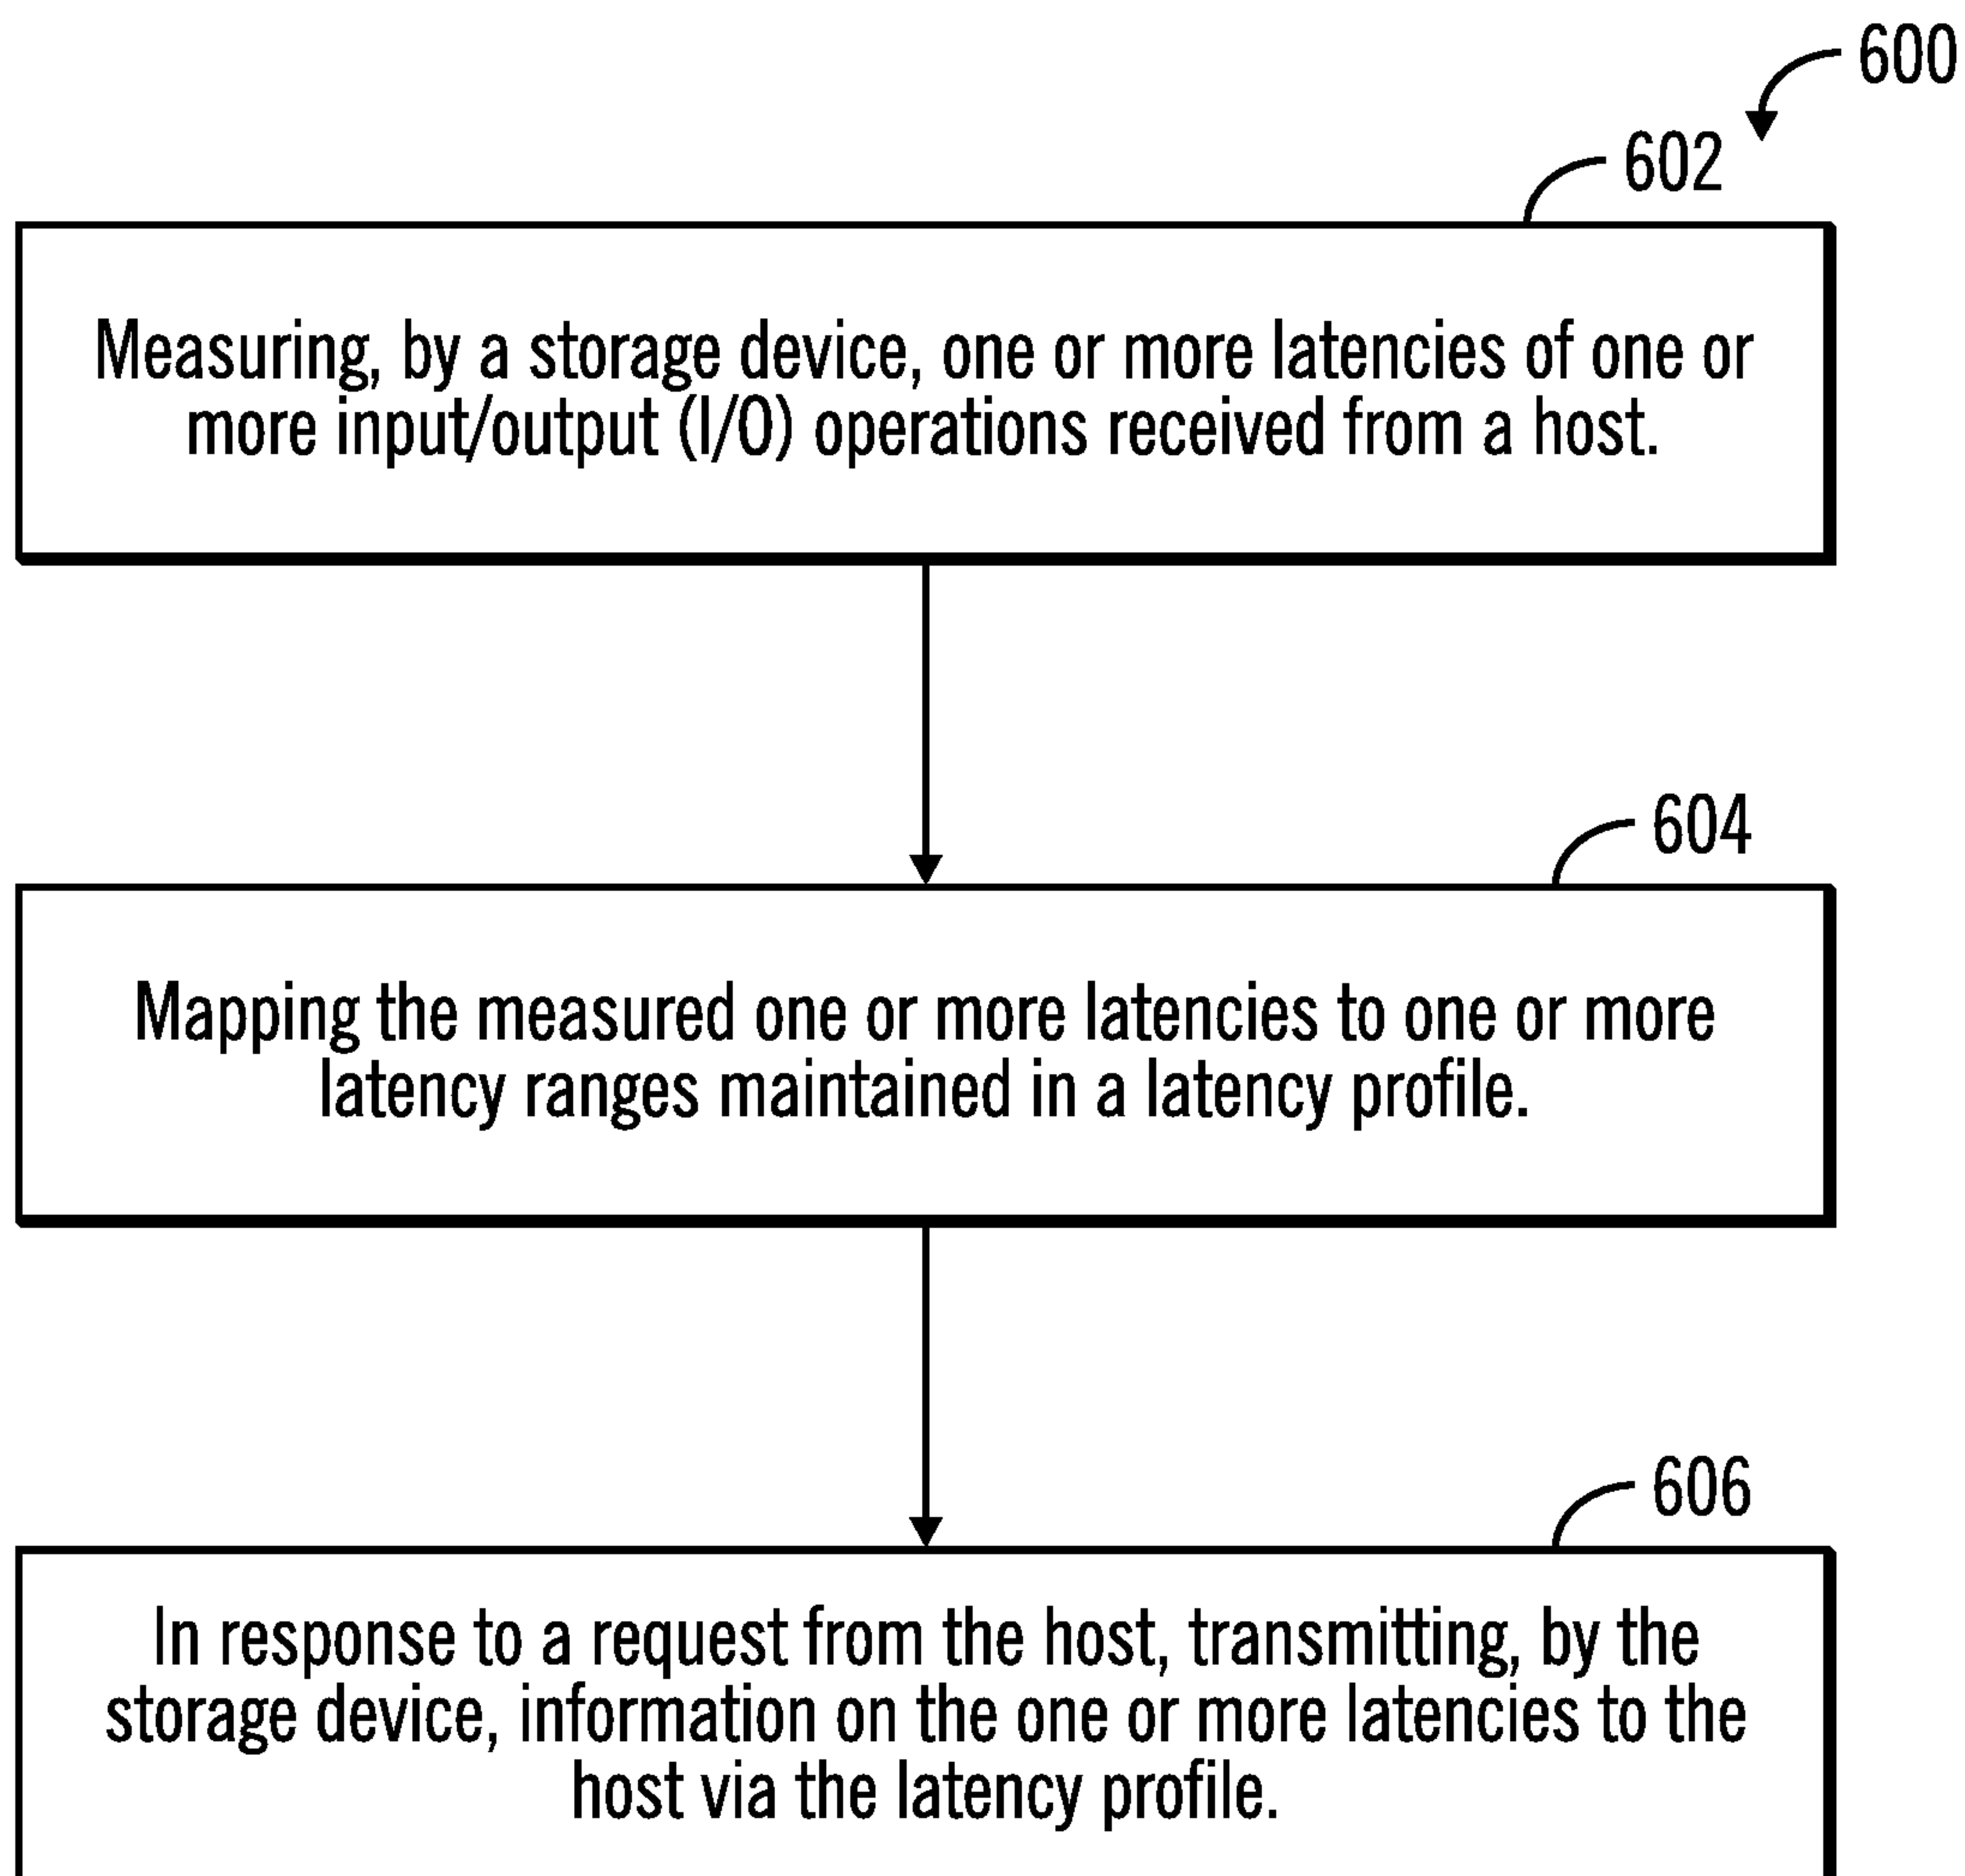 600
602
Measuring, by a storage device, one or more latencies of one or
more input/output (I/O) operations received from a host.
604
Mapping the measured one or more latencies to one or more
latency ranges maintained in a latency profile.
606
In response to a request from the host, transmitting, by the
storage device, information on the one or more latencies to the
host via the latency profile.